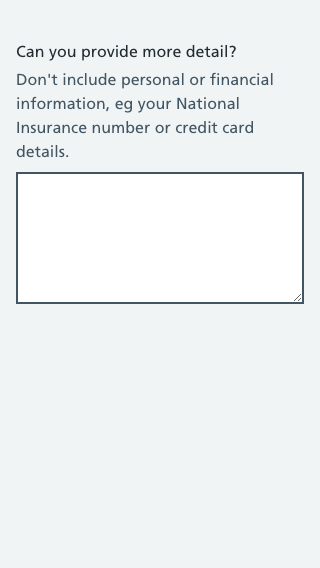 Can you provide more detail?
Don't include personal or financial
information, eg your National
Insurance number or credit card
details.